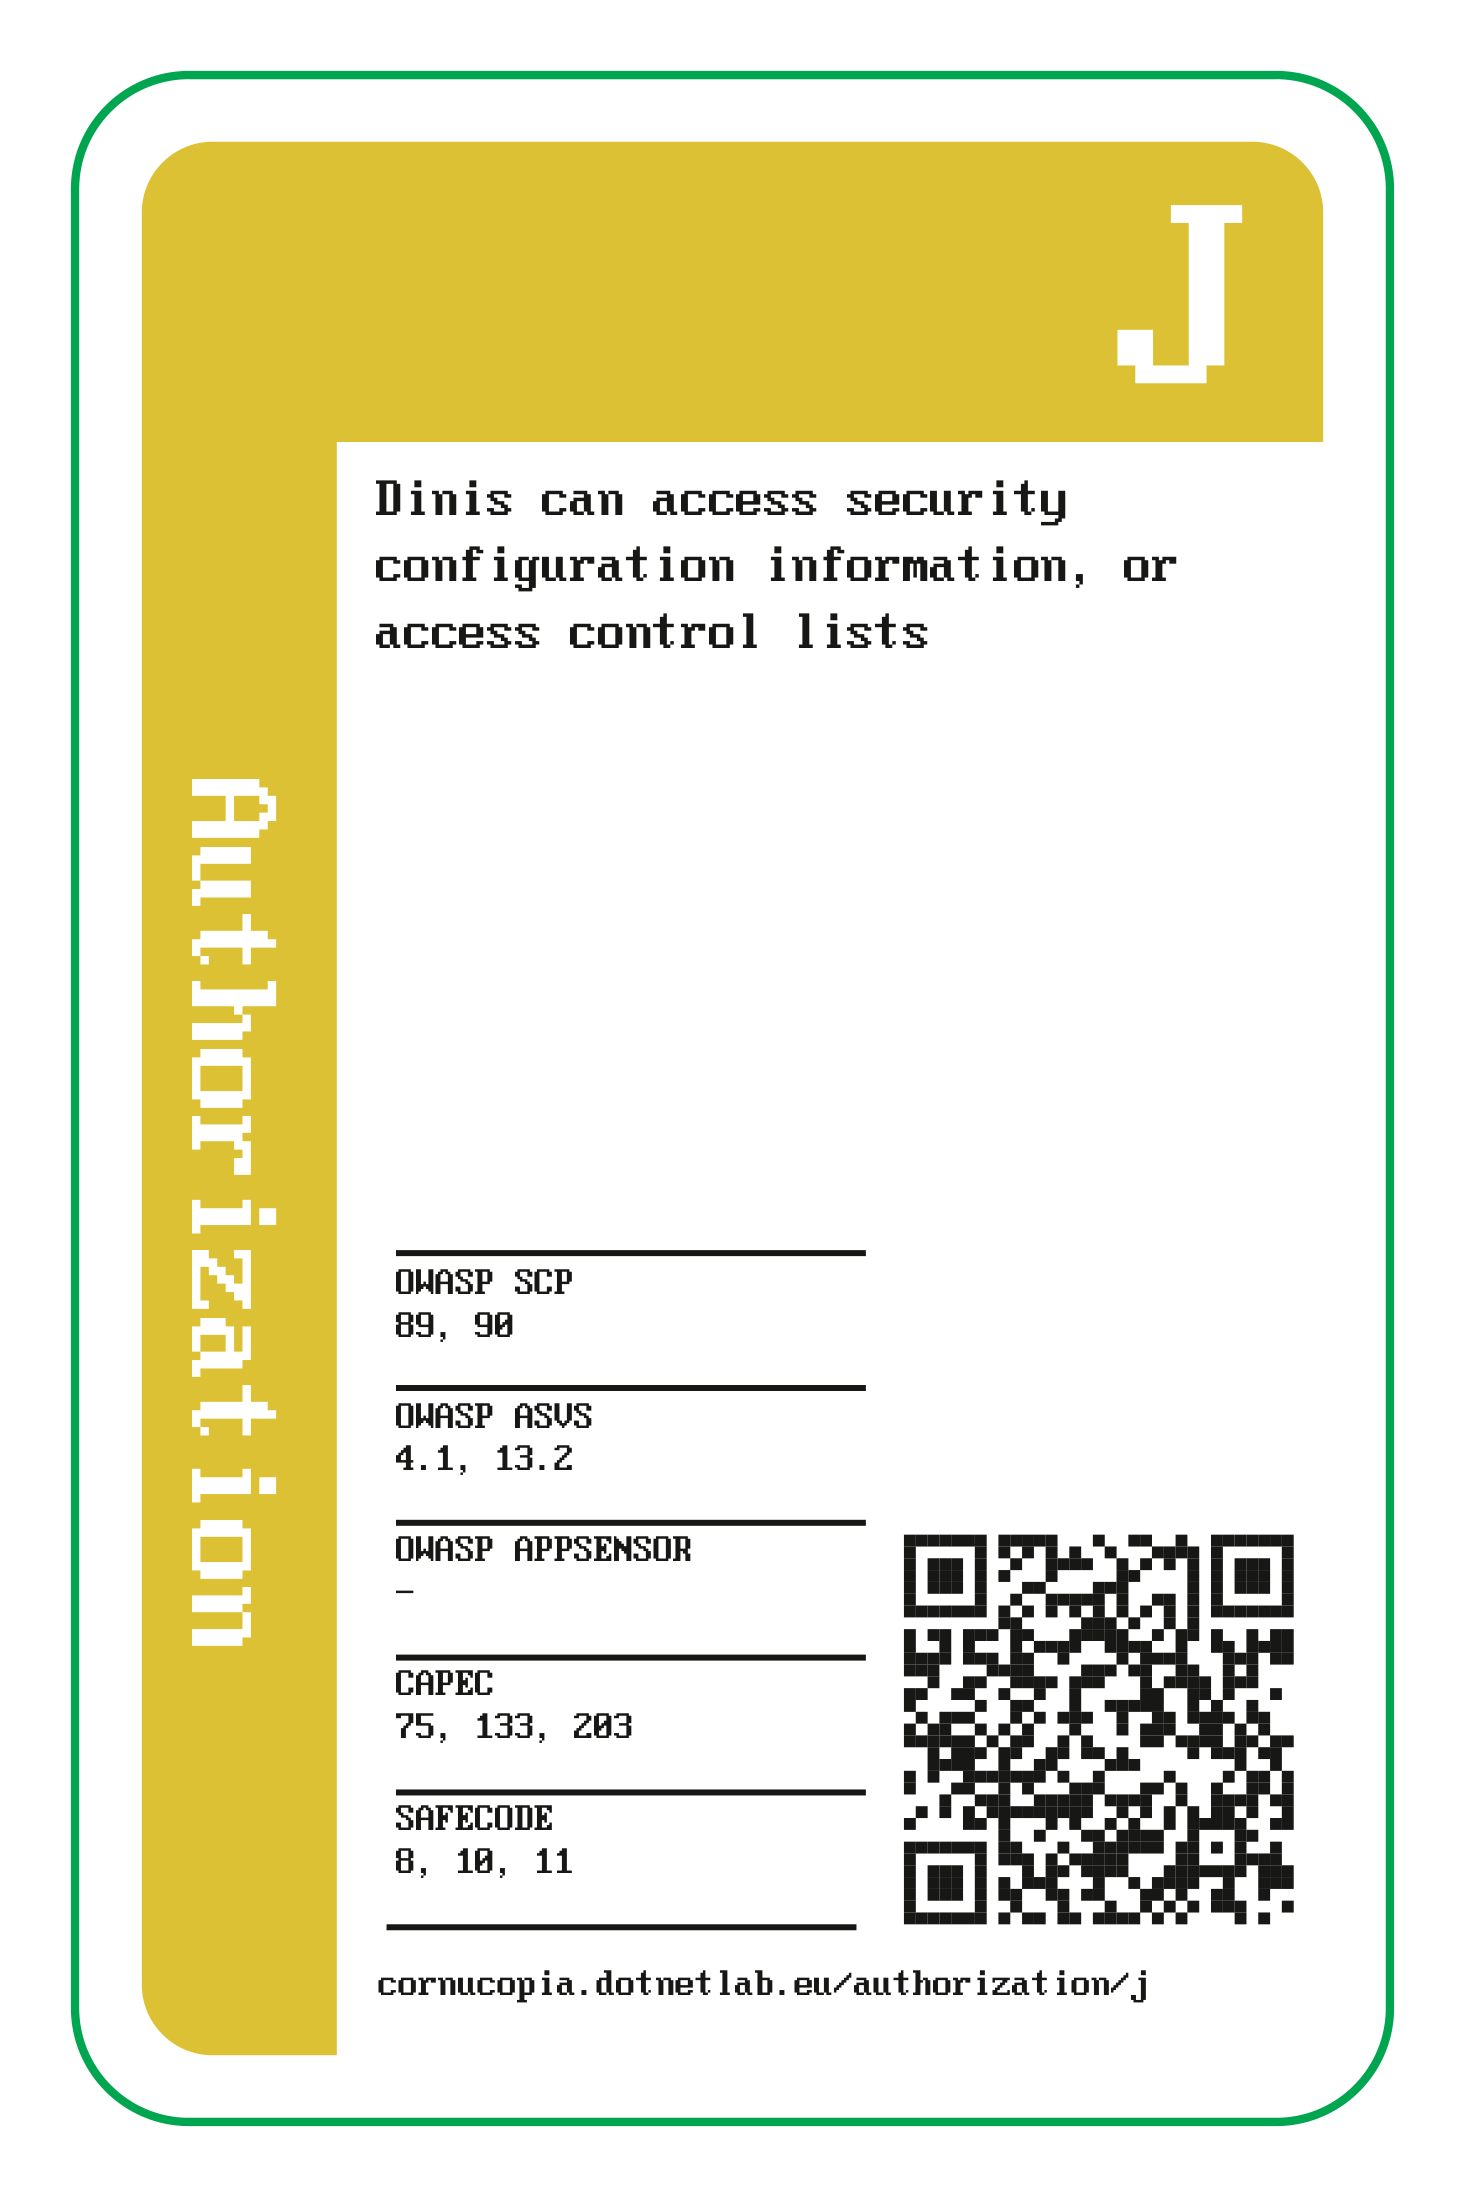 J
Dinis can access security
configuration information, or
access control lists
Authorization
OWASP SCP
89, 90
OWASP ASVS
4.1, 13.2
OWASP APPSENSOR
–
CAPEC
75, 133, 203
SAFECODE
8, 10, 11
cornucopia.dotnetlab.eu/authorization/j